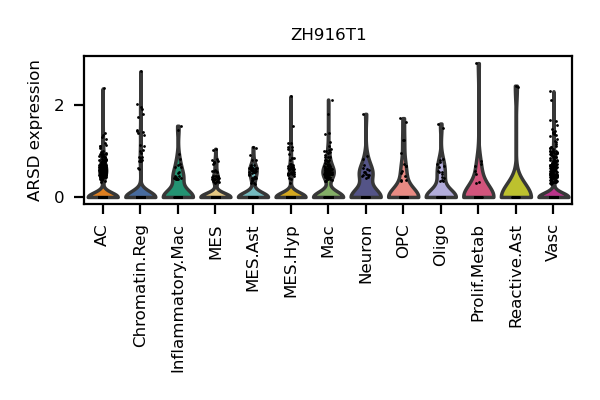 ZH916T1
ARSD expression
2
0
AC
Chromatin.Reg
Inflammatory.Mac
MES
MES.Ast
MES.Hyp
Mac
Neuron
OPC
Oligo
Prolif.Metab
Reactive.Ast
Vasc